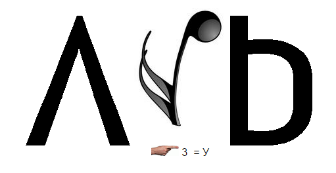 Λ b
3 = У